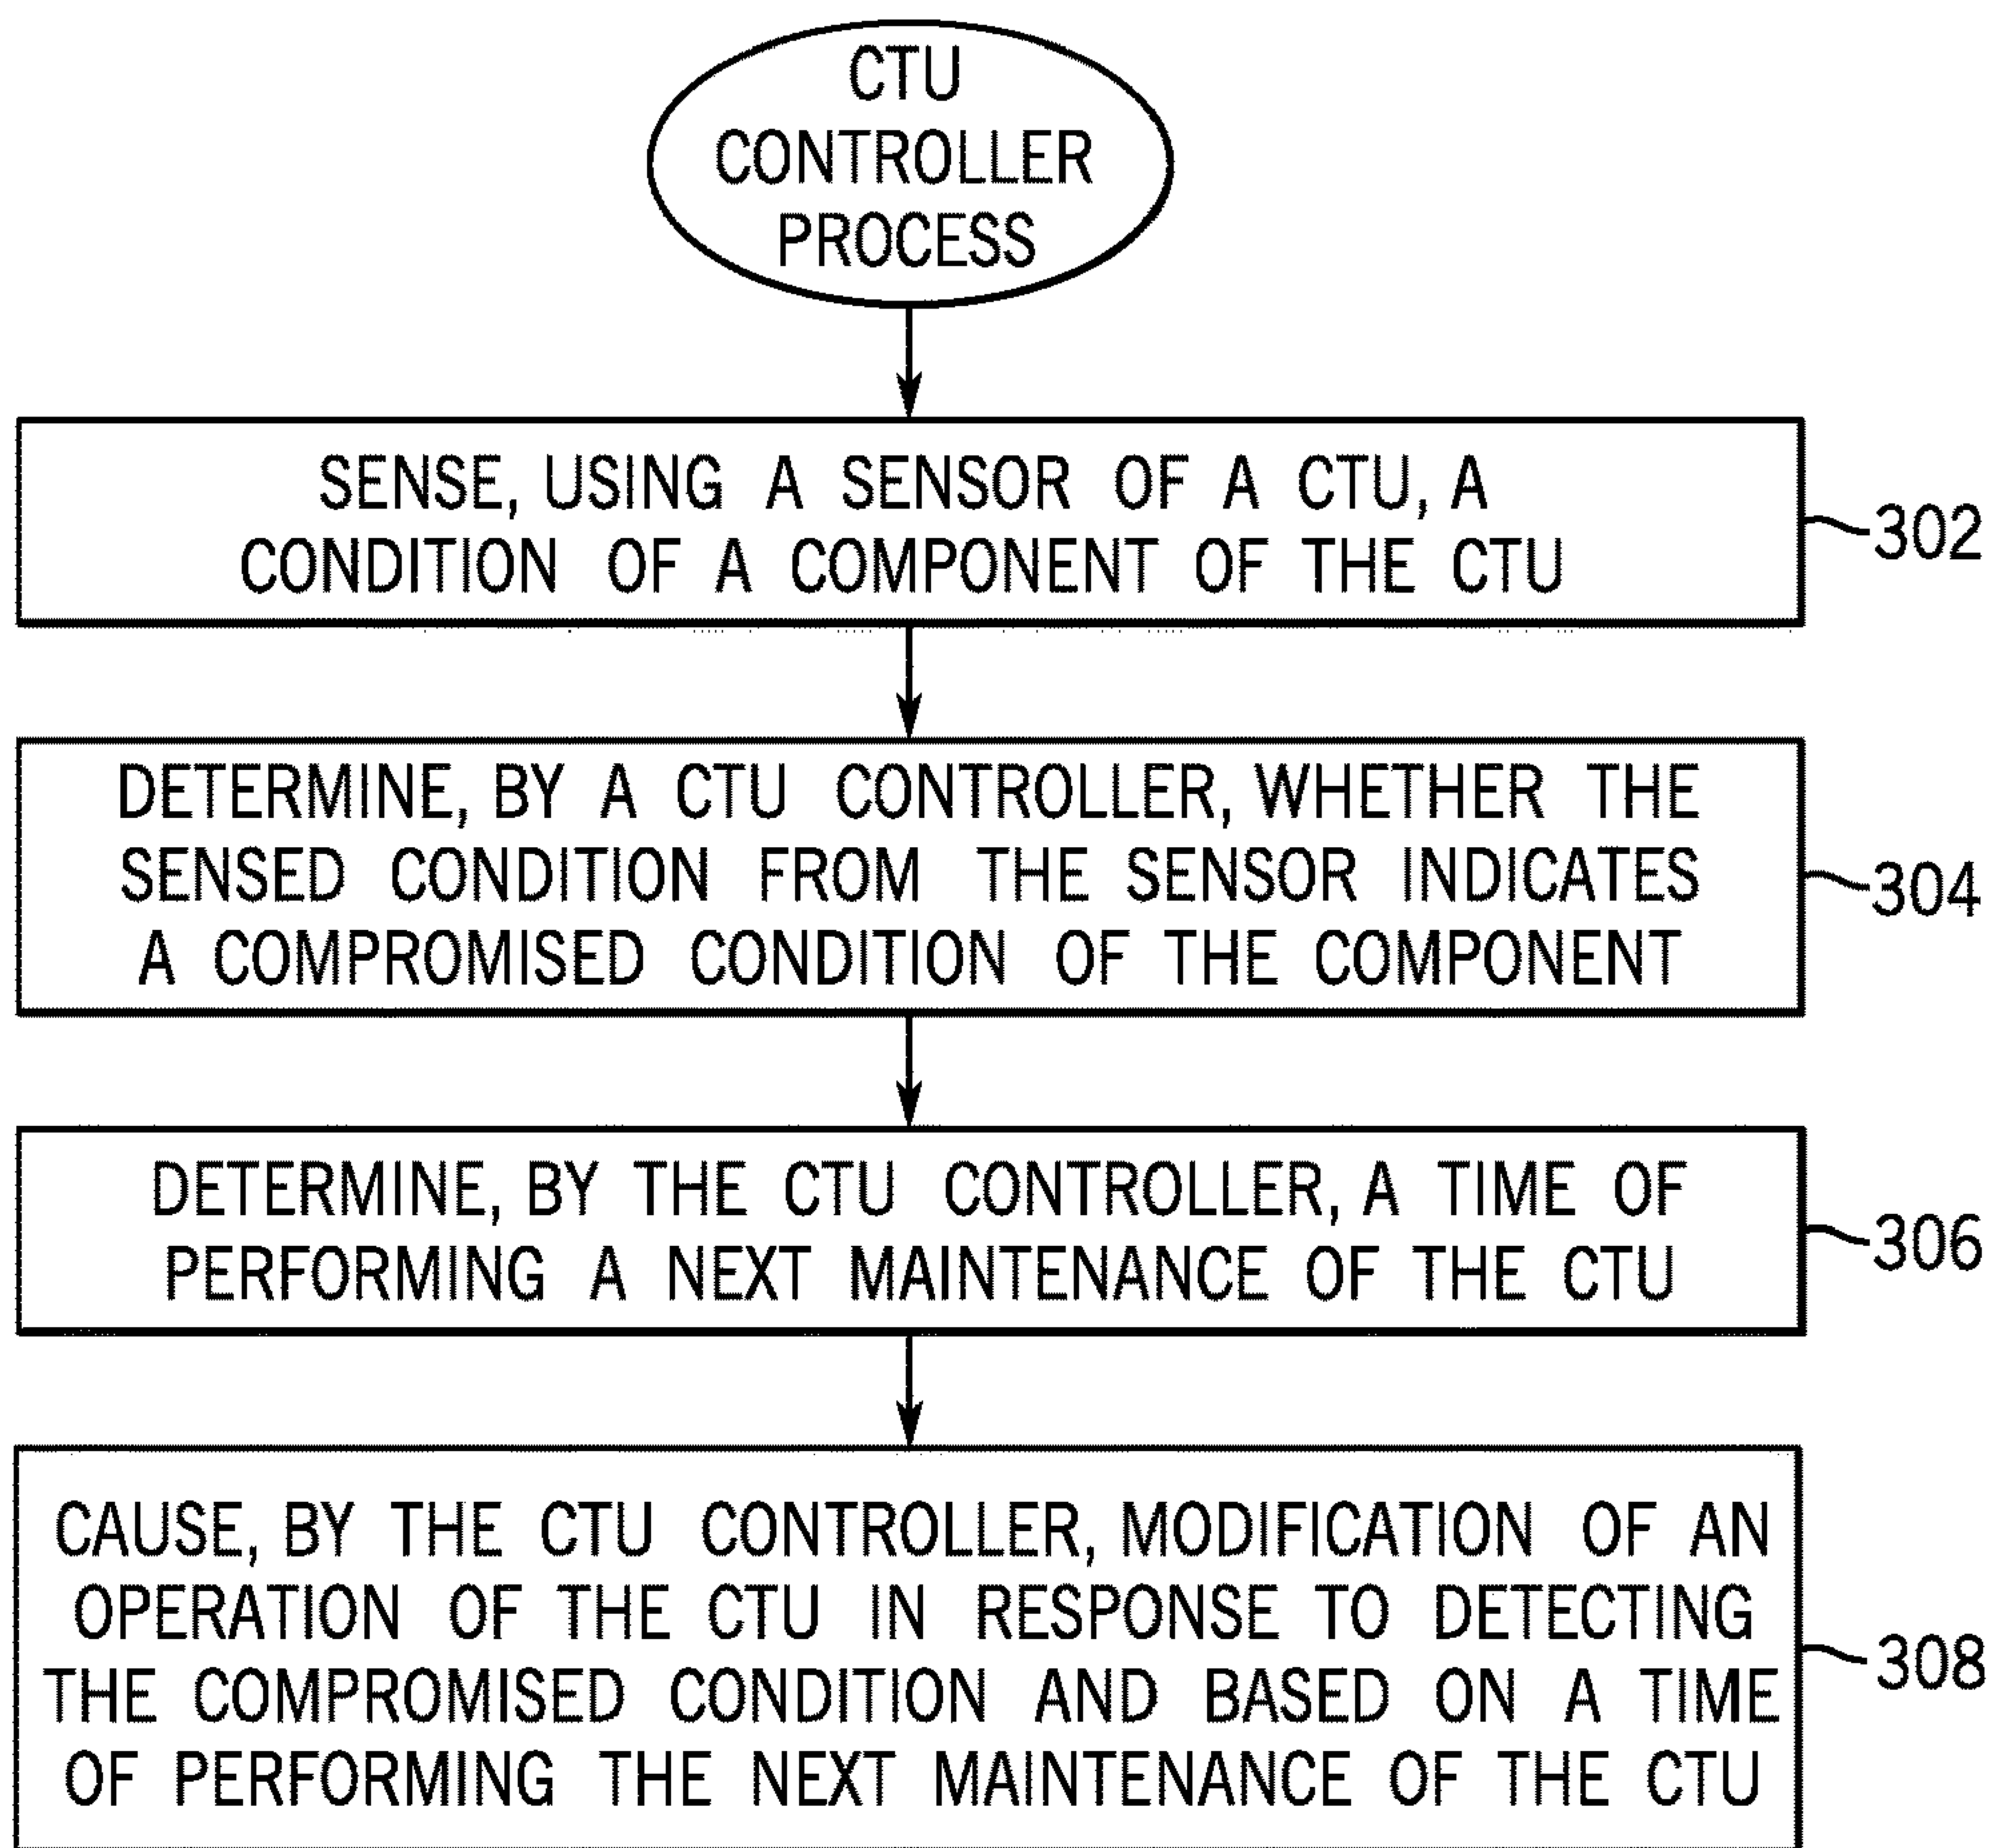 CTU
CONTROLLER
PROCESS
SENSE, USING A SENSOR OF A CTU, A
CONDITION OF A COMPONENT OF THE CTU
302
DETERMINE, BY A CTU CONTROLLER, WHETHER THE
SENSED CONDITION FROM THE SENSOR INDICATES
A COMPROMISED CONDITION OF THE COMPONENT
304
DETERMINE, BY THE CTU CONTROLLER, A TIME OF
PERFORMING A NEXT MAINTENANCE OF THE CTU
306
CAUSE, BY THE CTU CONTROLLER, MODIFICATION OF AN
OPERATION OF THE CTU IN RESPONSE TO DETECTING
THE COMPROMISED CONDITION AND BASED ON A TIME
OF PERFORMING THE NEXT MAINTENANCE OF THE CTU
308